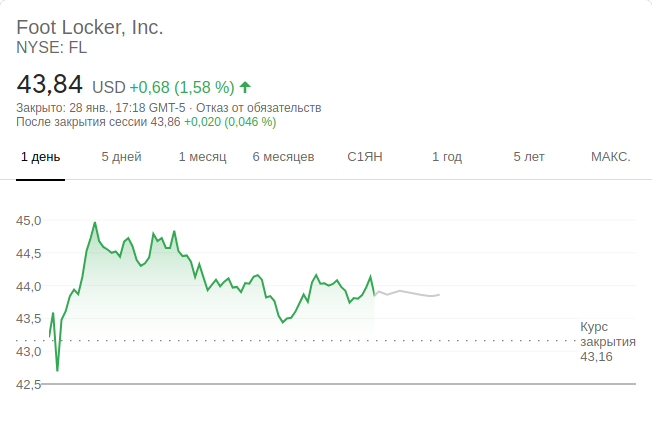 Foot Locker, Inc.
NYSE: FL
43,84 USD +0,68 (1,58 %)
Закрыто: 28 янв., 17:18 GMT-5 · Отказ от обязательств
После закрытия сессии 43,86 +0,020 (0,046 %)
1 день 5 дней 1 месяц 6 месяцев С1ЯН 1 год 5 лет МАКС.
45,0
44,5
44,0
43,5
43,0
42,5
Курс
закрытия
43,16